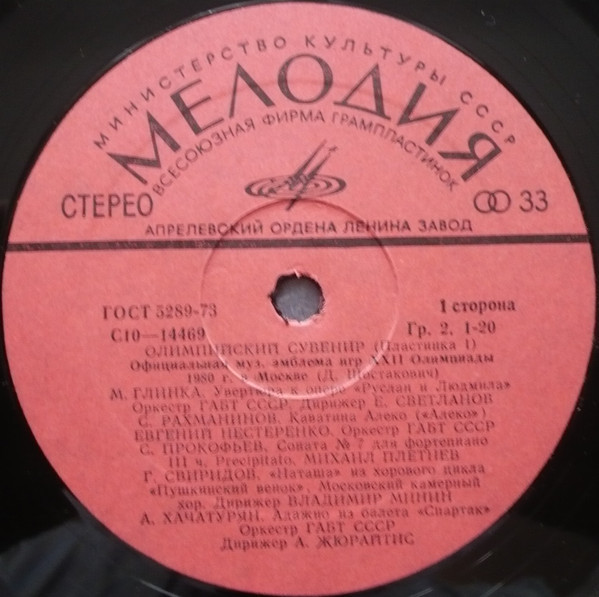 МИНИСТЕРСТВО КУЛЬТУРЫ СССР
МЕЛОДИЯ
ВСЕСОЮЗНАЯ ФИРМА ГРАМПЛАСТИНОК
СТЕРЕО
33
АПРЕЛЕВСКИЙ ОРДЕНА ЛЕНИНА ЗАВОД
ГОСТ 5289-73
1 сторона
С10—14469
Гр. 2. 1-20
ОЛИМПИЙСКИЙ СУВЕНИР (Пластинка 1)
Официальная муз. эмблема игр XXII Олимпиады
1980 г. в Москве (Д. Шостакович)
М. ГЛИНКА. Увертюра к опере «Руслан и Людмила»
Оркестр ГАБТ СССР. Дирижер Е. СВЕТЛАНОВ
С. РАХМАНИНОВ. Каватина Алеко («Алеко»)
ЕВГЕНИЙ НЕСТЕРЕНКО. Оркестр ГАБТ СССР
С. ПРОКОФЬЕВ. Соната № 7 для фортепиано
III ч. Precipitato. МИХАИЛ ПЛЕТНЕВ
Г. СВИРИДОВ. «Наташа» из хорового цикла
«Пушкинский венок». Московский камерный
хор. Дирижер ВЛАДИМИР МИНИН
А. ХАЧАТУРЯН. Адажио из балета «Спартак»
Оркестр ГАБТ СССР
Дирижер А. ЖЮРАЙТИС